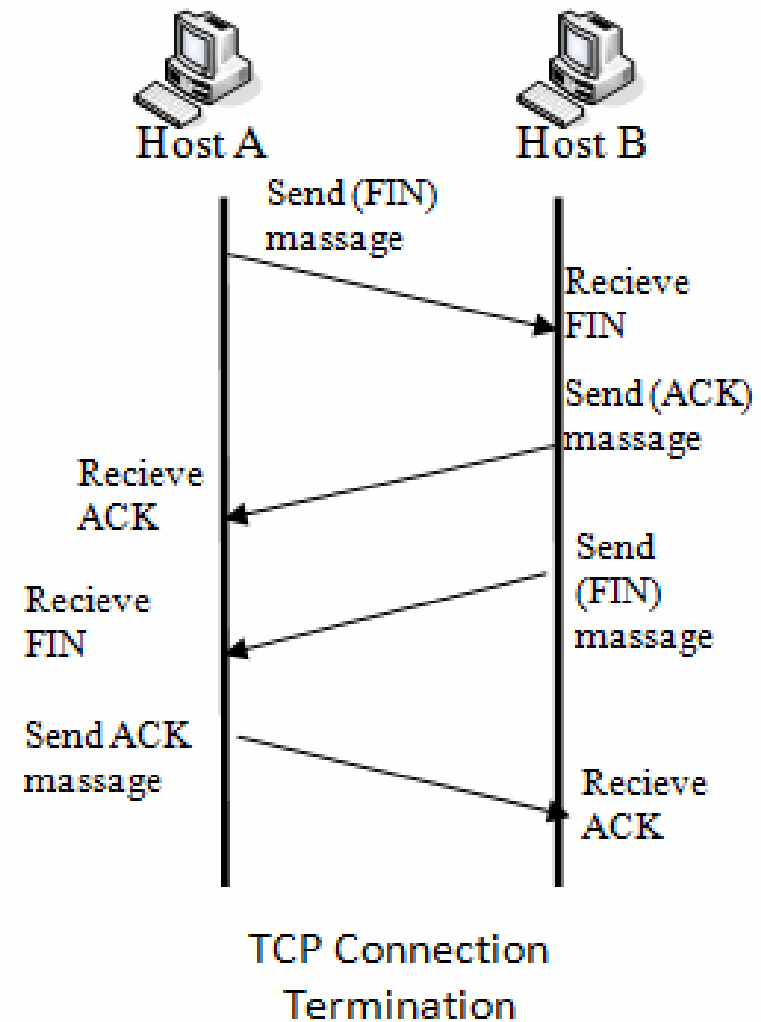 Host A
Host B
Send (FIN)
massage
Recieve
FIN
Send (ACK)
massage
Recieve
ACK
Send
(FIN)
massage
Recieve
FIN
Send ACK
massage
Recieve
ACK
TCP Connection
Termination